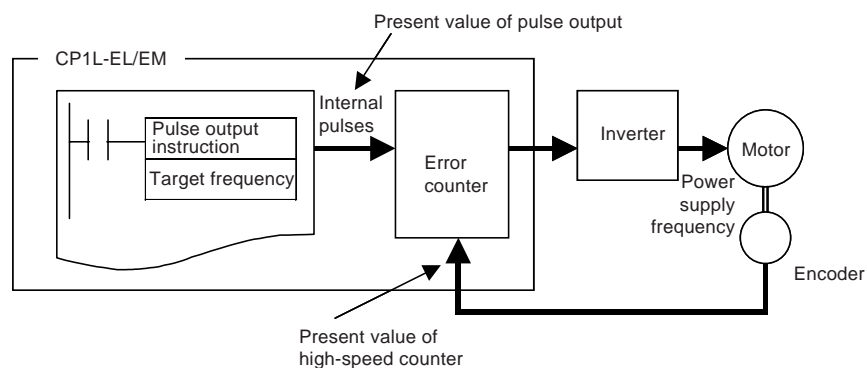 Present value of pulse output
CP1L-EL/EM
Internal
pulses
Pulse output
instruction
Target frequency
Error
counter
Inverter
Motor
Power
supply
frequency
Encoder
Present value of
high-speed counter